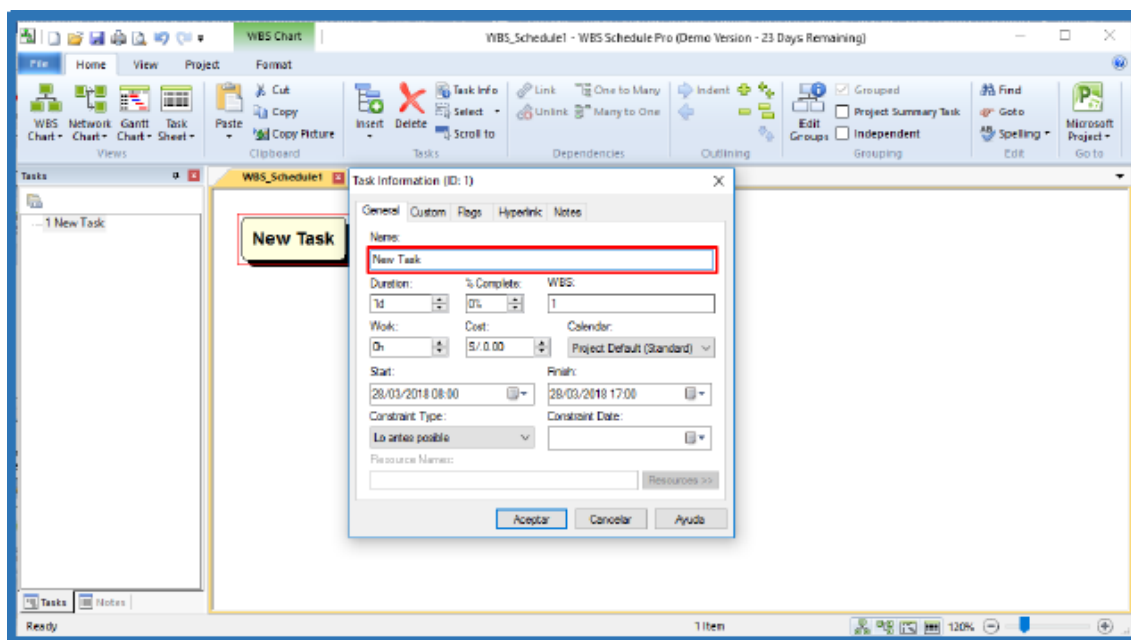 WBS Chart
WBS_Schedule1 - WBS Schedule Pro (Demo Version - 23 Days Remaining)
File Home View Project Format
WBS Chart Network Chart Gantt Chart Task Sheet
Views
Paste Cut Copy Copy Picture
Clipboard
Insert Delete Task Info Select Scroll to
Tasks
Link Unlink One to Many Many to One
Dependencies
Indent
Outlining
Edit Groups Grouped Project Summary Task Independent
Grouping
Find Goto Spelling
Edit
Microsoft Project
Go to
Tasks
1 New Task
WBS_Schedule1
New Task
Task Information (ID: 1)
General Custom Flags Hyperlink Notes
Name:
New Task
Duration: % Complete: WBS:
1d 0% 1
Work: Cost: Calendar:
0h S/.0.00 Project Default (Standard)
Start: Finish:
28/03/2018 08:00 28/03/2018 17:00
Constraint Type: Constraint Date:
Lo antes posible
Resource Names:
Resources >>
Aceptar Cancelar Ayuda
Tasks Notes
Ready 1 Item 120%